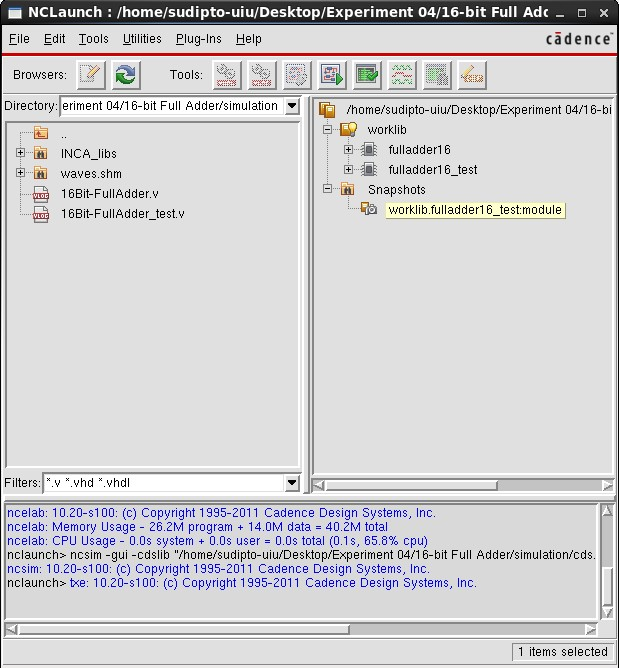 NCLaunch : /home/sudipto-uiu/Desktop/Experiment 04/16-bit Full Adc
File Edit Tools Utilities Plug-Ins Help
cādence
Browsers:
Tools:
Directory: eriment 04/16-bit Full Adder/simulation
..
INCA_libs
waves.shm
16Bit-FullAdder.v
16Bit-FullAdder_test.v
/home/sudipto-uiu/Desktop/Experiment 04/16-bi
worklib
fulladder16
fulladder16_test
Snapshots
worklib.fulladder16_test:module
Filters: *.v *.vhd *.vhdl
ncelab: 10.20-s100: (c) Copyright 1995-2011 Cadence Design Systems, Inc.
ncelab: Memory Usage - 26.2M program + 14.0M data = 40.2M total
ncelab: CPU Usage - 0.0s system + 0.0s user = 0.0s total (0.1s, 65.8% cpu)
nclaunch> ncsim -gui -cdslib "/home/sudipto-uiu/Desktop/Experiment 04/16-bit Full Adder/simulation/cds.
ncsim: 10.20-s100: (c) Copyright 1995-2011 Cadence Design Systems, Inc.
nclaunch> txe: 10.20-s100: (c) Copyright 1995-2011 Cadence Design Systems, Inc.
1 items selected